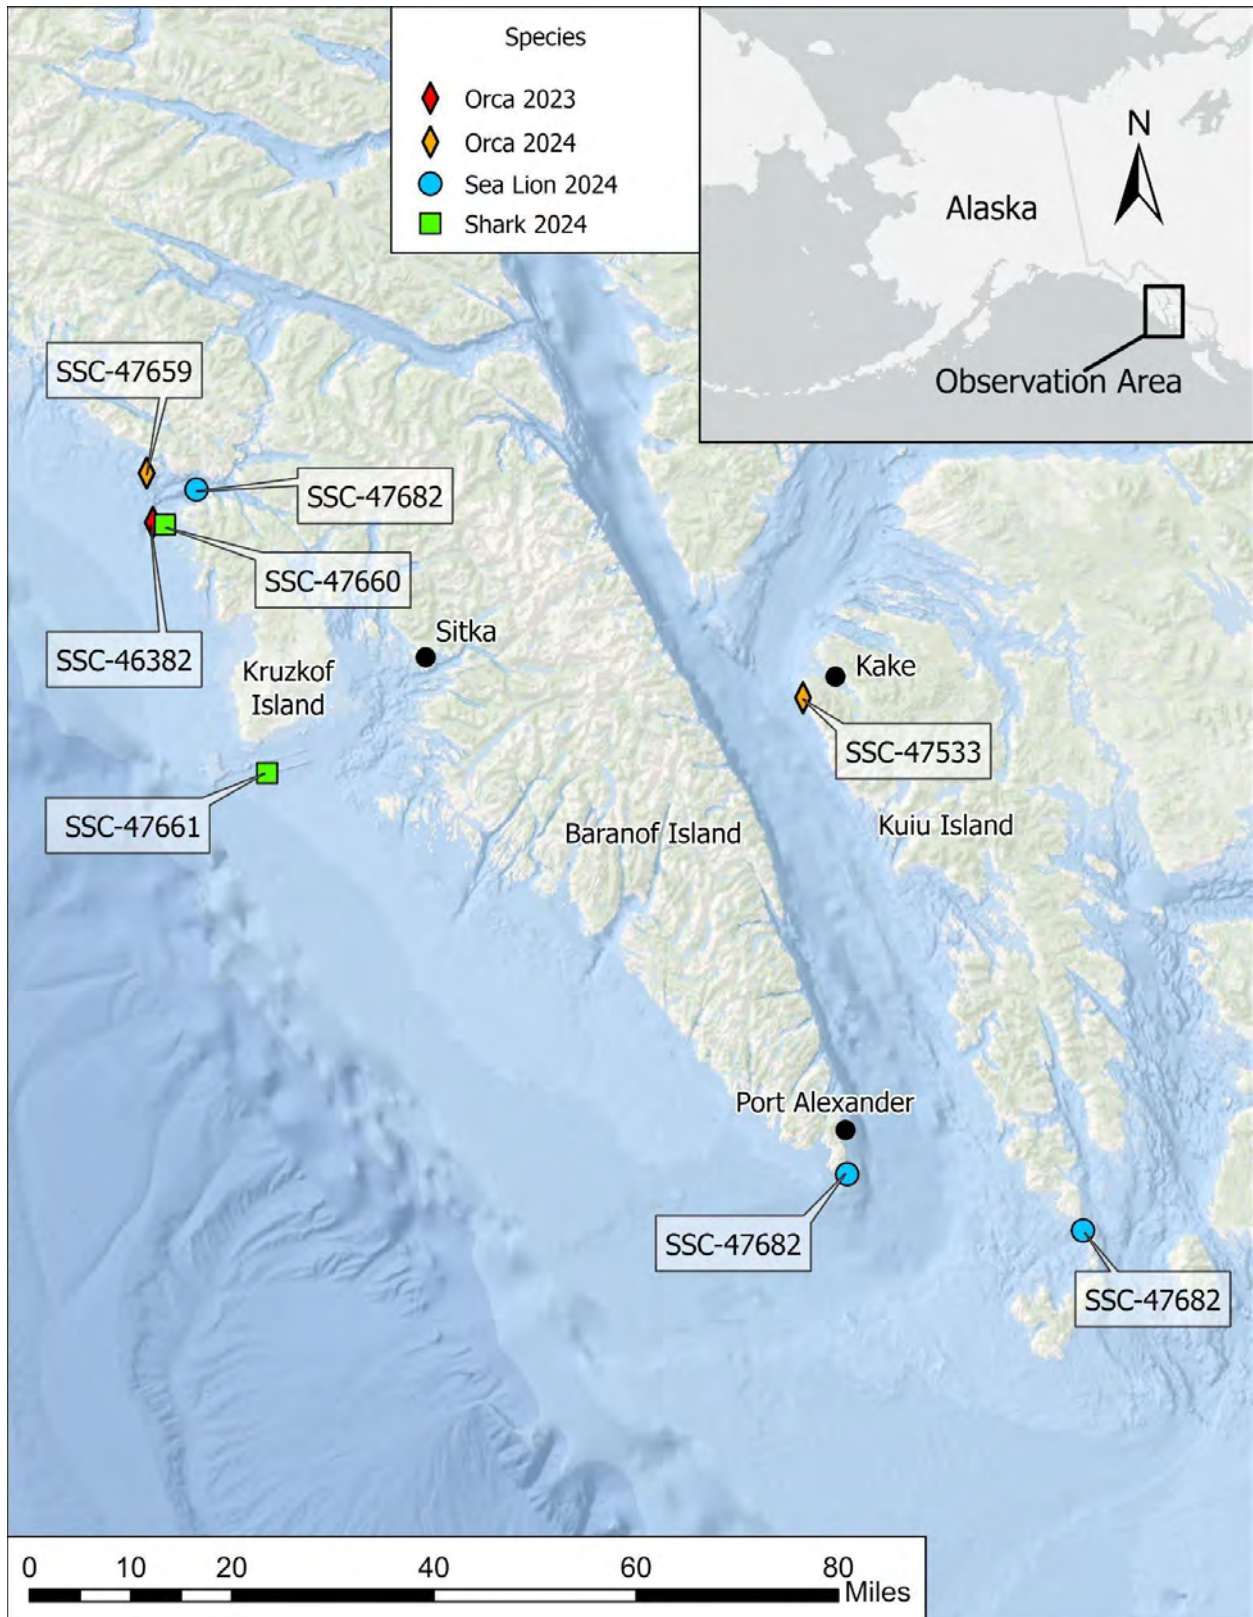 Species
Orca 2023
Orca 2024
Sea Lion 2024
Shark 2024
N
Alaska
Observation Area
SSC-47659
SSC-47682
SSC-47660
SSC-46382
Sitka
Kruzkof
Island
Kake
SSC-47533
SSC-47661
Baranof Island
Kuiu Island
Port Alexander
SSC-47682
SSC-47682
0 10 20 40 60 80
Miles